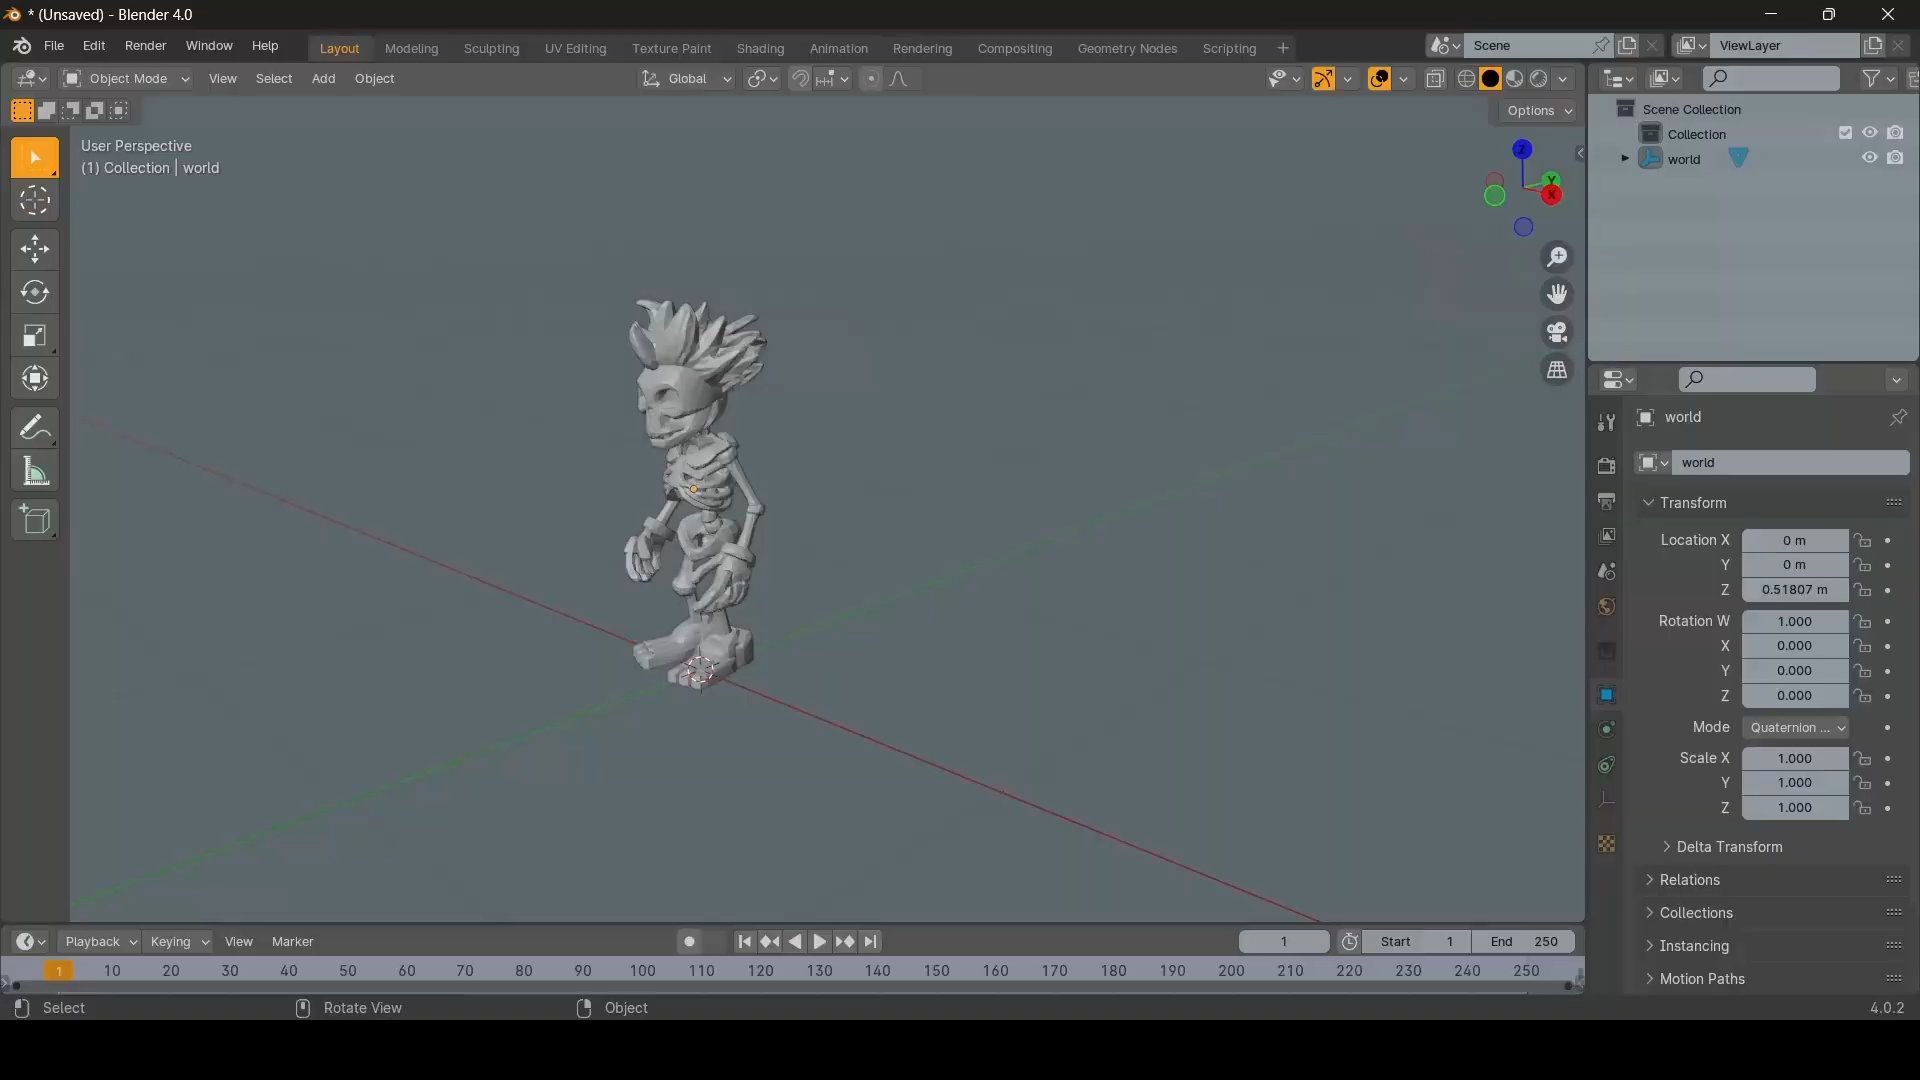 * (Unsaved) - Blender 4.0
File Edit Render Window Help Layout Modeling Sculpting UV Editing Texture Paint Shading Animation Rendering Compositing Geometry Nodes Scripting + Scene ViewLayer
Object Mode View Select Add Object Global
Options
User Perspective
(1) Collection | world
Z
Y
X
Scene Collection
Collection
world
world
world
Transform
Location X 0 m
Y 0 m
Z 0.51807 m
Rotation W 1.000
X 0.000
Y 0.000
Z 0.000
Mode Quaternion ...
Scale X 1.000
Y 1.000
Z 1.000
Delta Transform
Relations
Collections
Instancing
Motion Paths
Playback Keying View Marker 1 Start 1 End 250
1 10 20 30 40 50 60 70 80 90 100 110 120 130 140 150 160 170 180 190 200 210 220 230 240 250
Select Rotate View Object 4.0.2